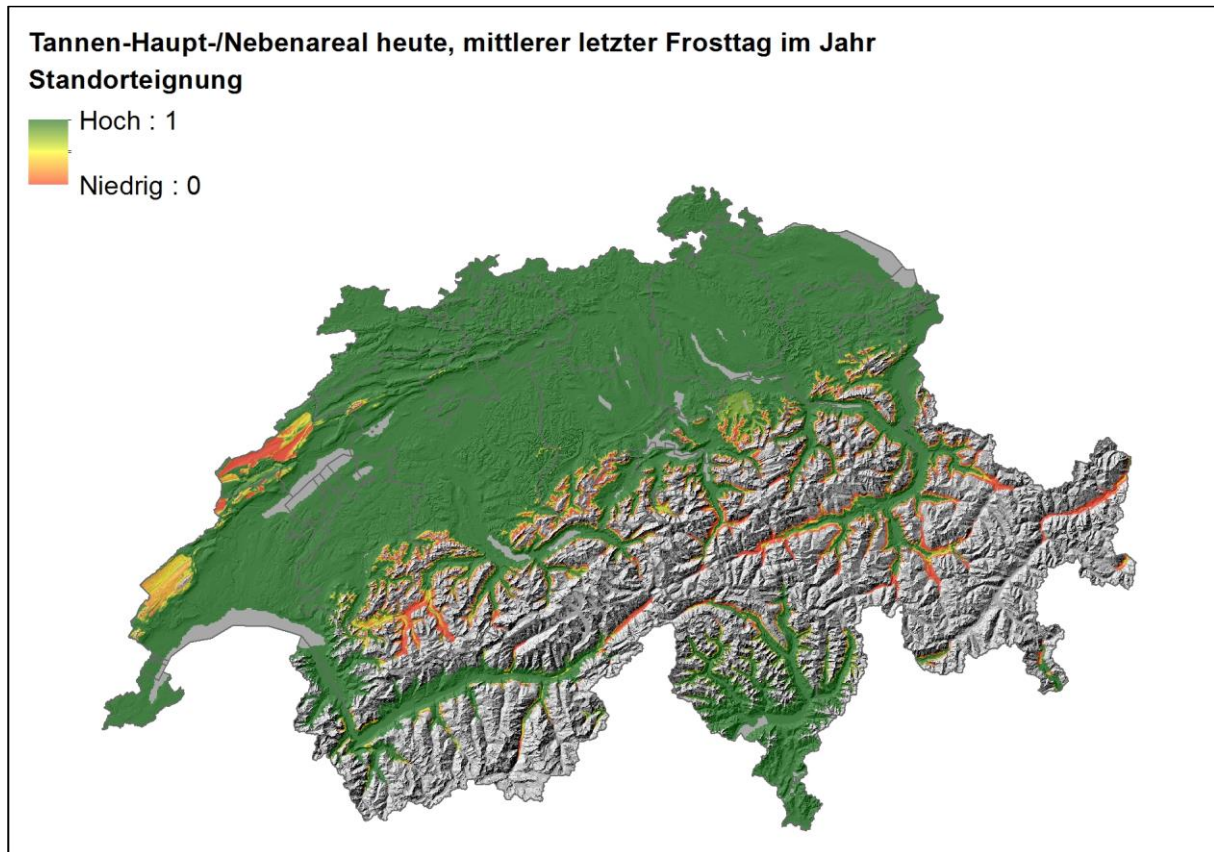 Tannen-Haupt-/Nebenareal heute, mittlerer letzter Frosttag im Jahr
Standorteignung
Hoch : 1
Niedrig : 0